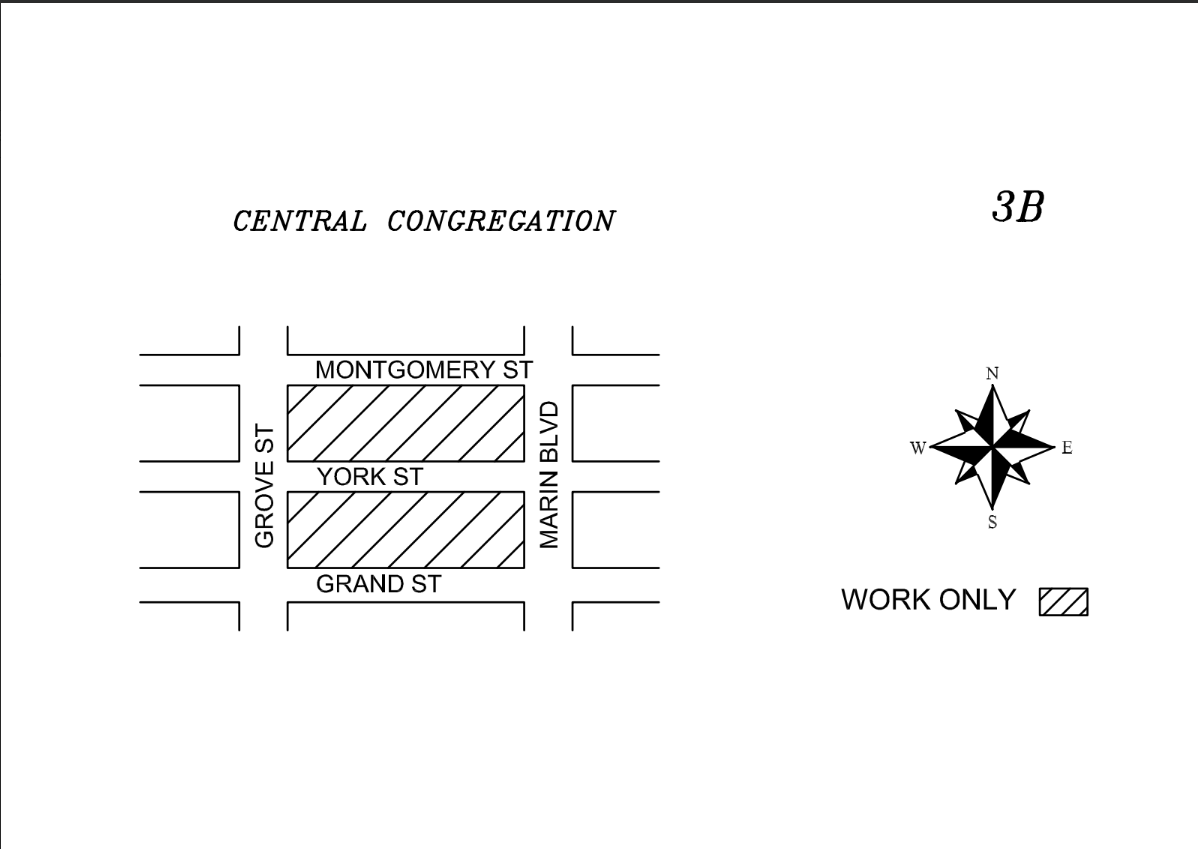 CENTRAL CONGREGATION
3B
MONTGOMERY ST
GROVE ST
YORK ST
MARIN BLVD
GRAND ST
N
W
E
S
WORK ONLY